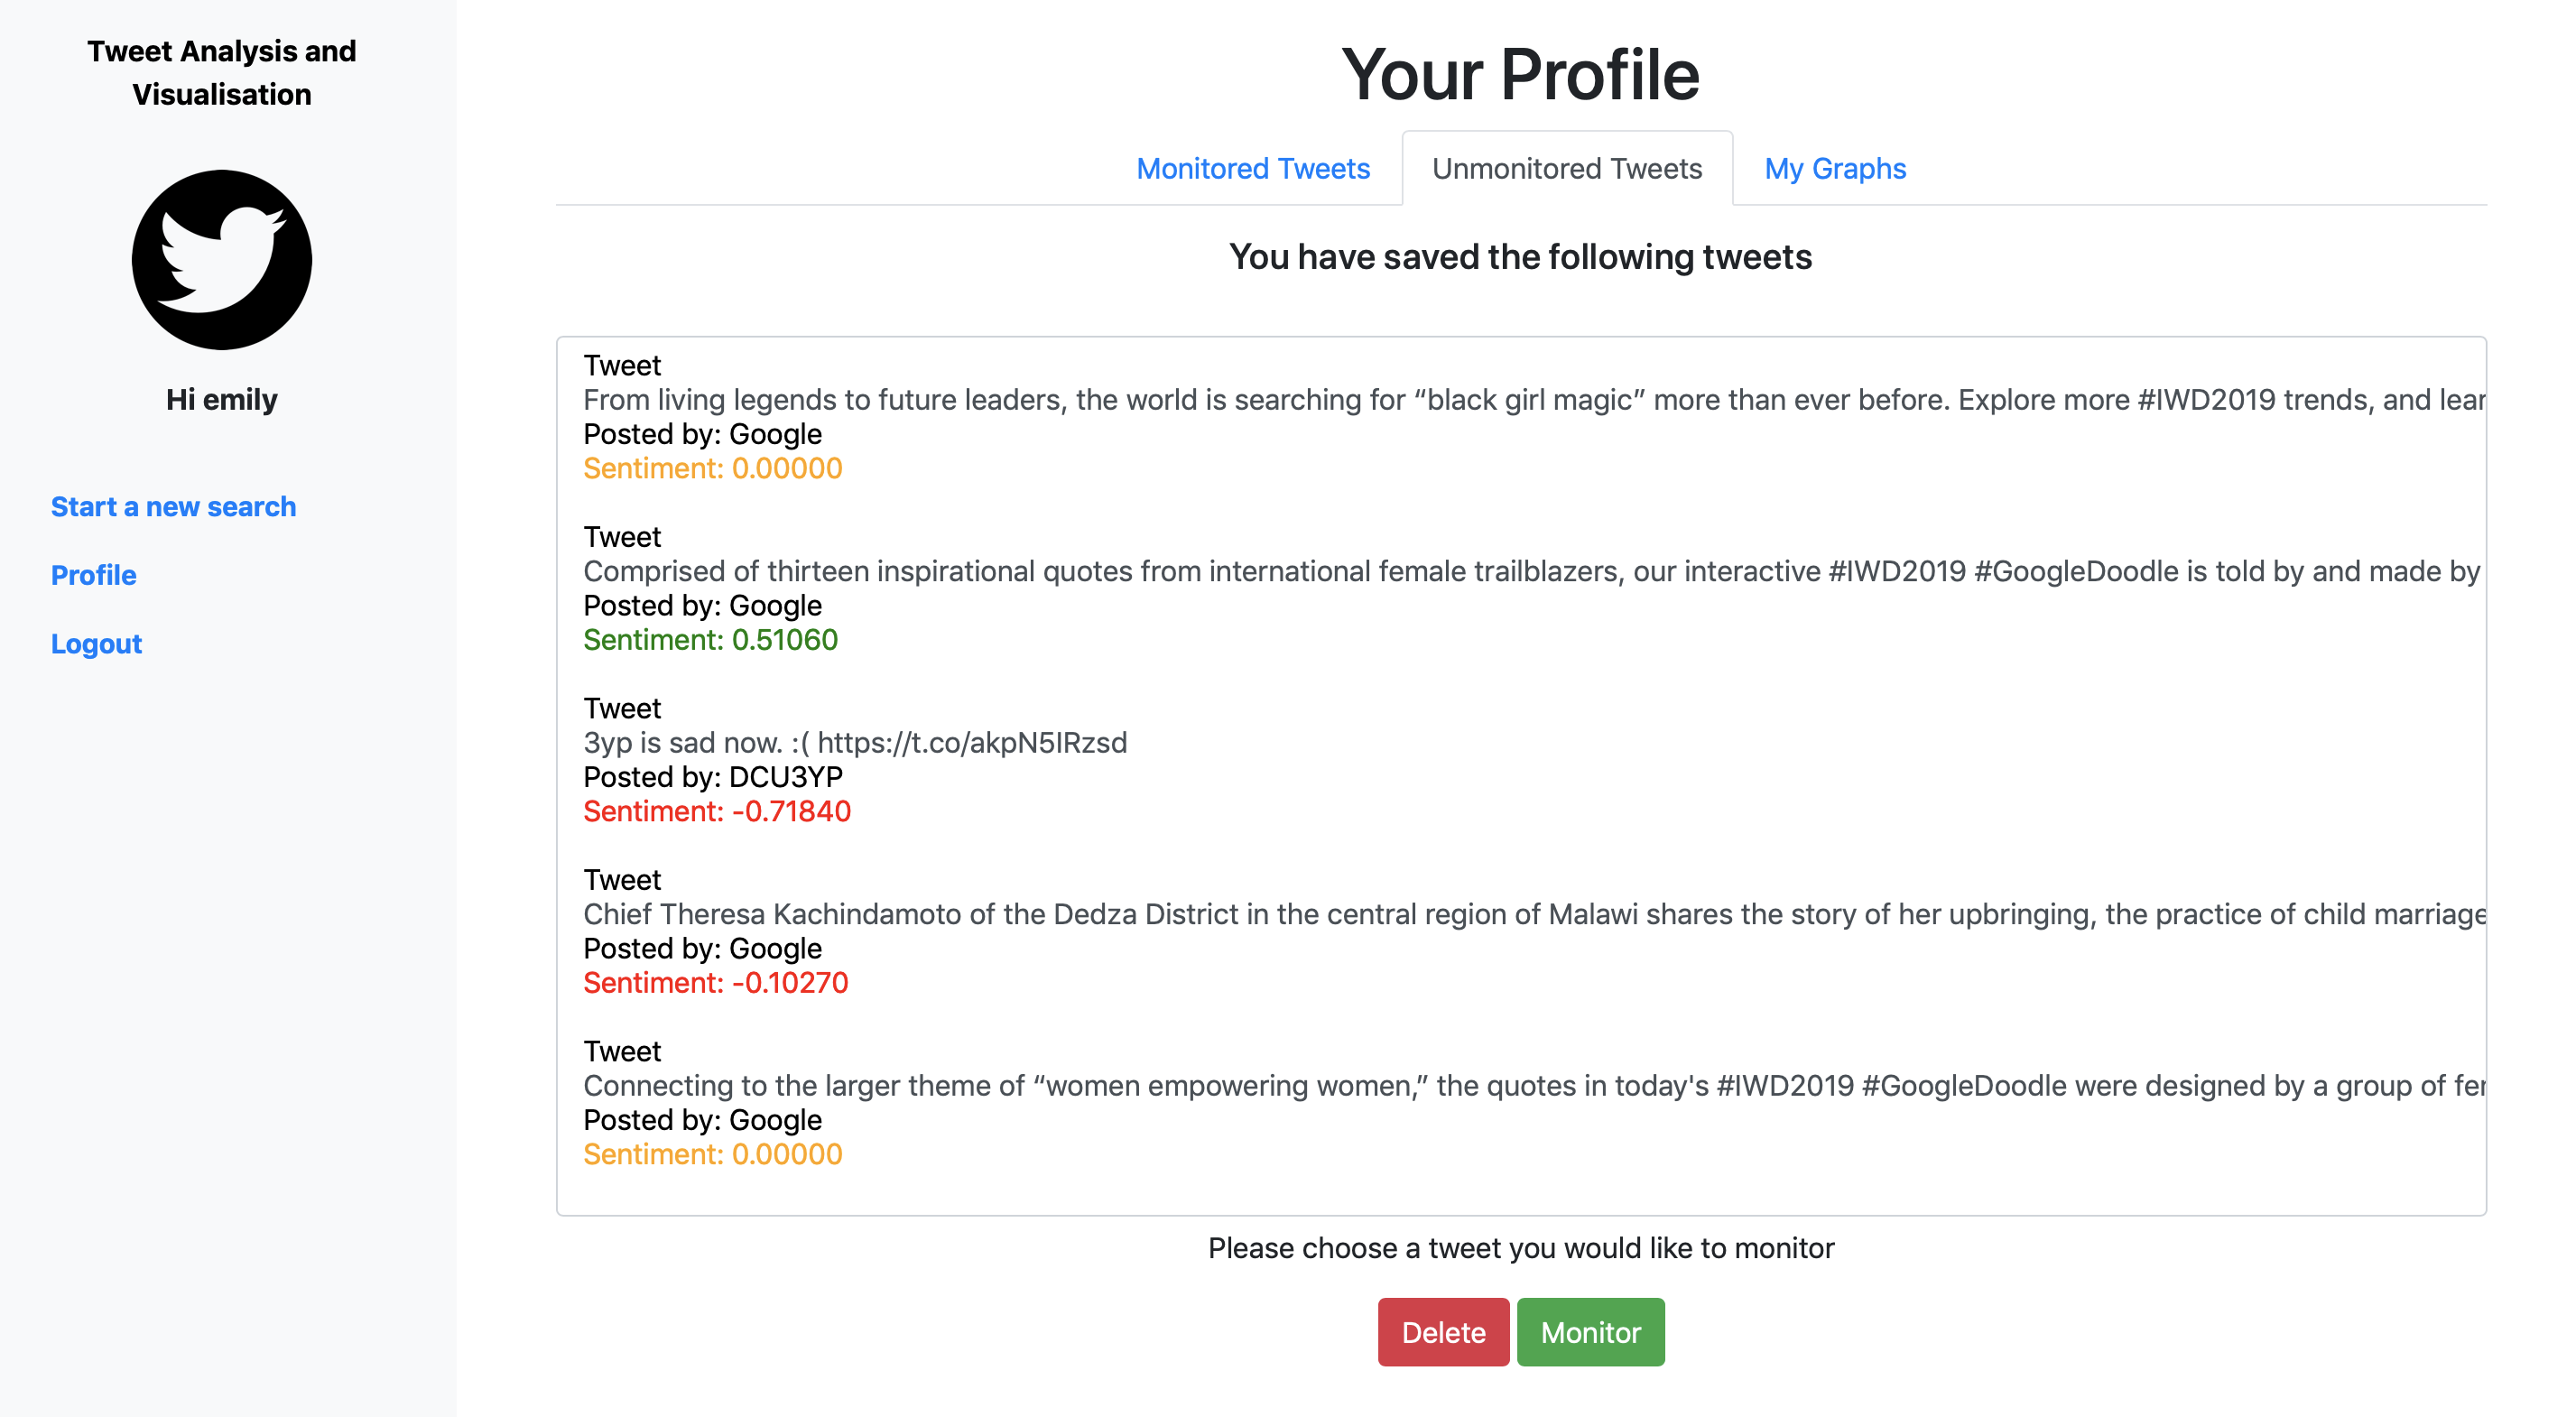 Tweet Analysis and
Visualisation
Hi emily
Start a new search
Profile
Logout
Your Profile
Monitored Tweets
Unmonitored Tweets
My Graphs
You have saved the following tweets
Tweet
From living legends to future leaders, the world is searching for “black girl magic” more than ever before. Explore more #IWD2019 trends, and lear
Posted by: Google
Sentiment: 0.00000
Tweet
Comprised of thirteen inspirational quotes from international female trailblazers, our interactive #IWD2019 #GoogleDoodle is told by and made by
Posted by: Google
Sentiment: 0.51060
Tweet
3yp is sad now. :( https://t.co/akpN5IRzsd
Posted by: DCU3YP
Sentiment: -0.71840
Tweet
Chief Theresa Kachindamoto of the Dedza District in the central region of Malawi shares the story of her upbringing, the practice of child marriage
Posted by: Google
Sentiment: -0.10270
Tweet
Connecting to the larger theme of “women empowering women,” the quotes in today's #IWD2019 #GoogleDoodle were designed by a group of fer
Posted by: Google
Sentiment: 0.00000
Please choose a tweet you would like to monitor
Delete
Monitor